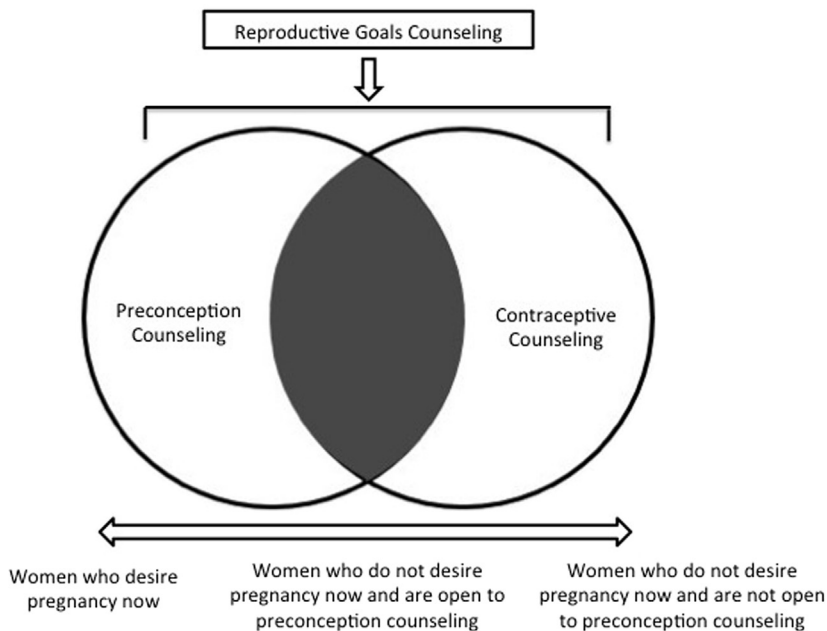 Reproductive Goals Counseling
Preconception
Counseling
Contraceptive
Counseling
Women who desire
pregnancy now
Women who do not desire
pregnancy now and are open to
preconception counseling
Women who do not desire
pregnancy now and are not open
to preconception counseling